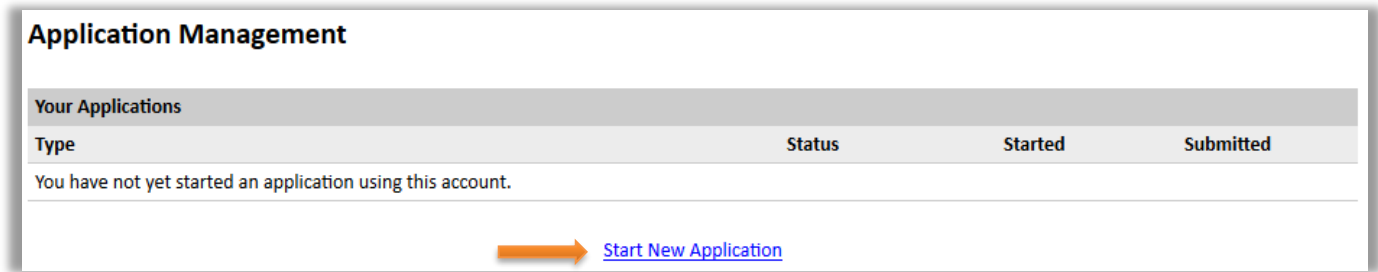 Application Management
Your Applications
Type Status Started Submitted
You have not yet started an application using this account.
Start New Application